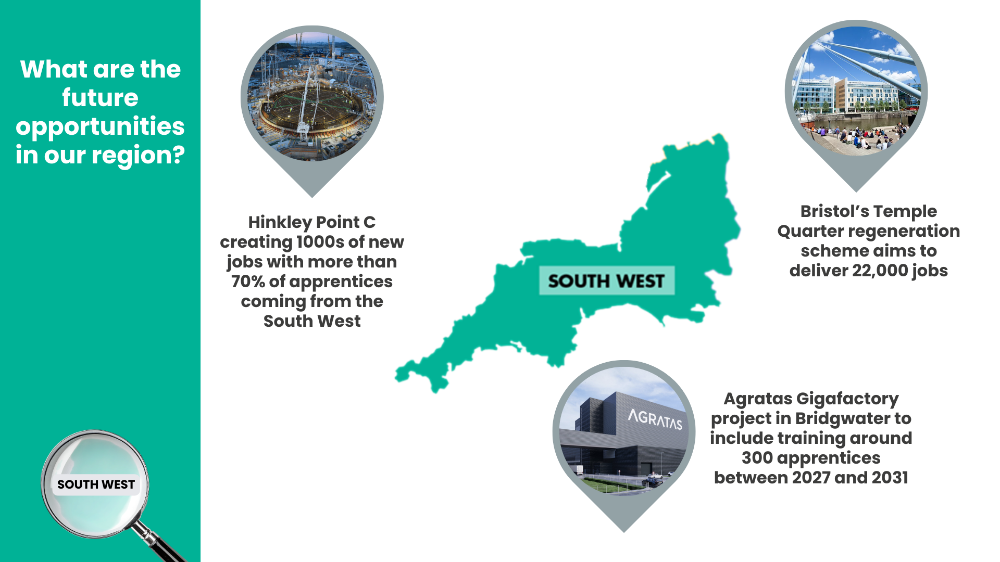 What are the
future
opportunities
in our region?
Hinkley Point C
creating 1000s of new
jobs with more than
70% of apprentices
coming from the
South West
Bristol’s Temple
Quarter regeneration
scheme aims to
deliver 22,000 jobs
SOUTH WEST
AGRATAS
Agratas Gigafactory
project in Bridgwater to
include training around
300 apprentices
between 2027 and 2031
SOUTH WEST